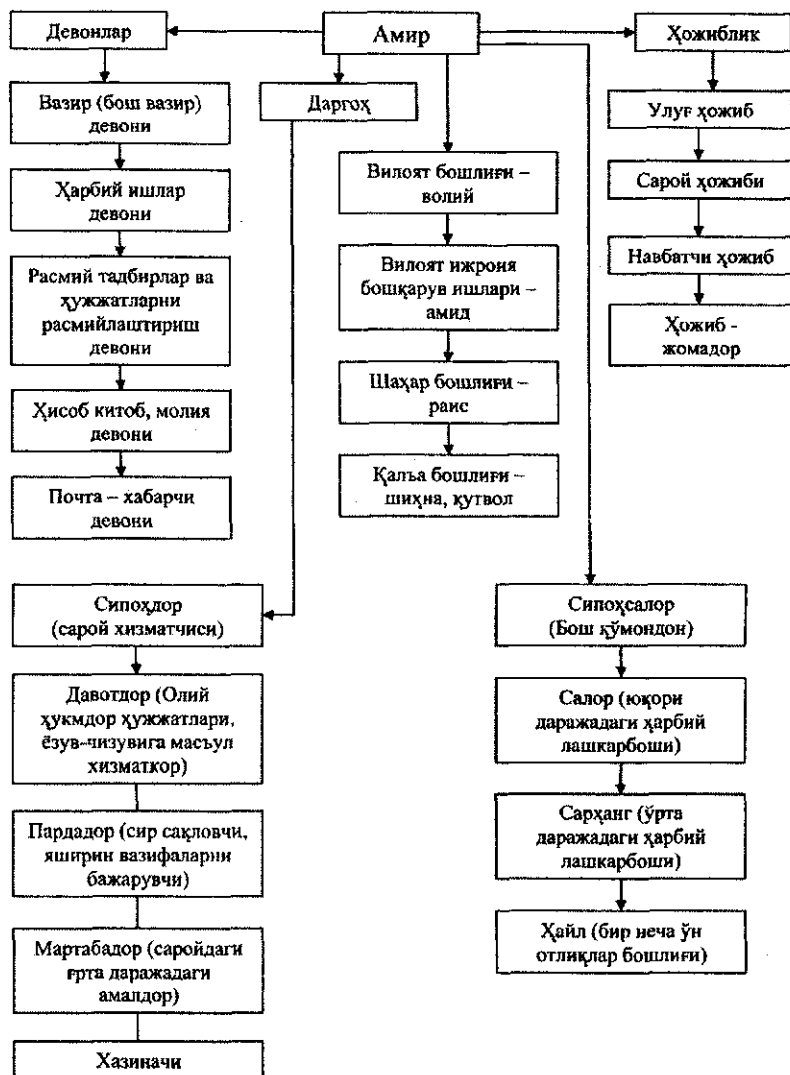 Девонлар
Амир
Ҳожиблик
Вазир (бош вазир)
девони
Ҳарбий ишлар
девони
Расмий тадбирлар ва
ҳужжатларни
расмийлаштириш
девони
Ҳисоб китоб, молия
девони
Почта – хабарчи
девони
Даргоҳ
Вилоят бошлиғи –
волий
Вилоят ижроия
бошқарув ишлари –
амид
Шаҳар бошлиғи –
раис
Қалъа бошлиғи –
шиҳна, қутвол
Улуғ ҳожиб
Сарой ҳожиби
Навбатчи ҳожиб
Ҳожиб -
жомадор
Сипоҳдор
(сарой хизматчиси)
Давотдор (Олий
ҳукмдор ҳужжатлари,
ёзув-чизувига масъул
хизматкор)
Пардадор (сир сақловчи,
яширин вазифаларни
бажарувчи)
Мартабадор (саройдаги
ғрта даражадаги
амалдор)
Хазиначи
Сипоҳсалор
(Бош қўмондон)
Салор (юқори
даражадаги ҳарбий
лашкарбоши)
Сарҳанг (ўрта
даражадаги ҳарбий
лашкарбоши)
Ҳайл (бир неча ўн
отлиқлар бошлиғи)